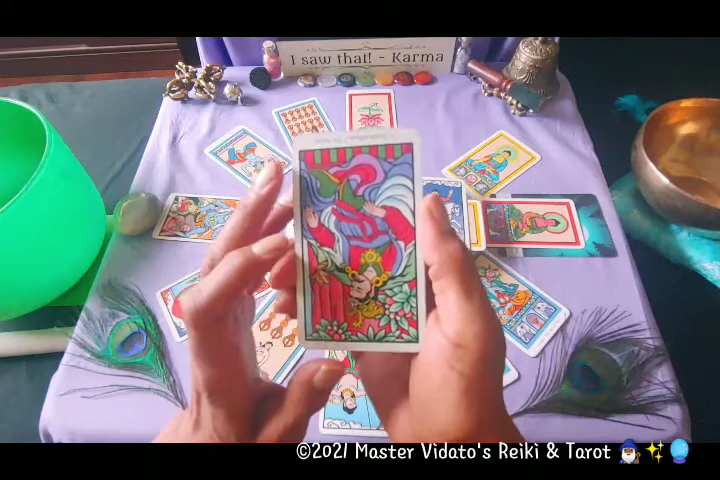 I saw that! - Karma
©2021 Master Vidato's Reiki & Tarot 🧙‍♂️✨🔮